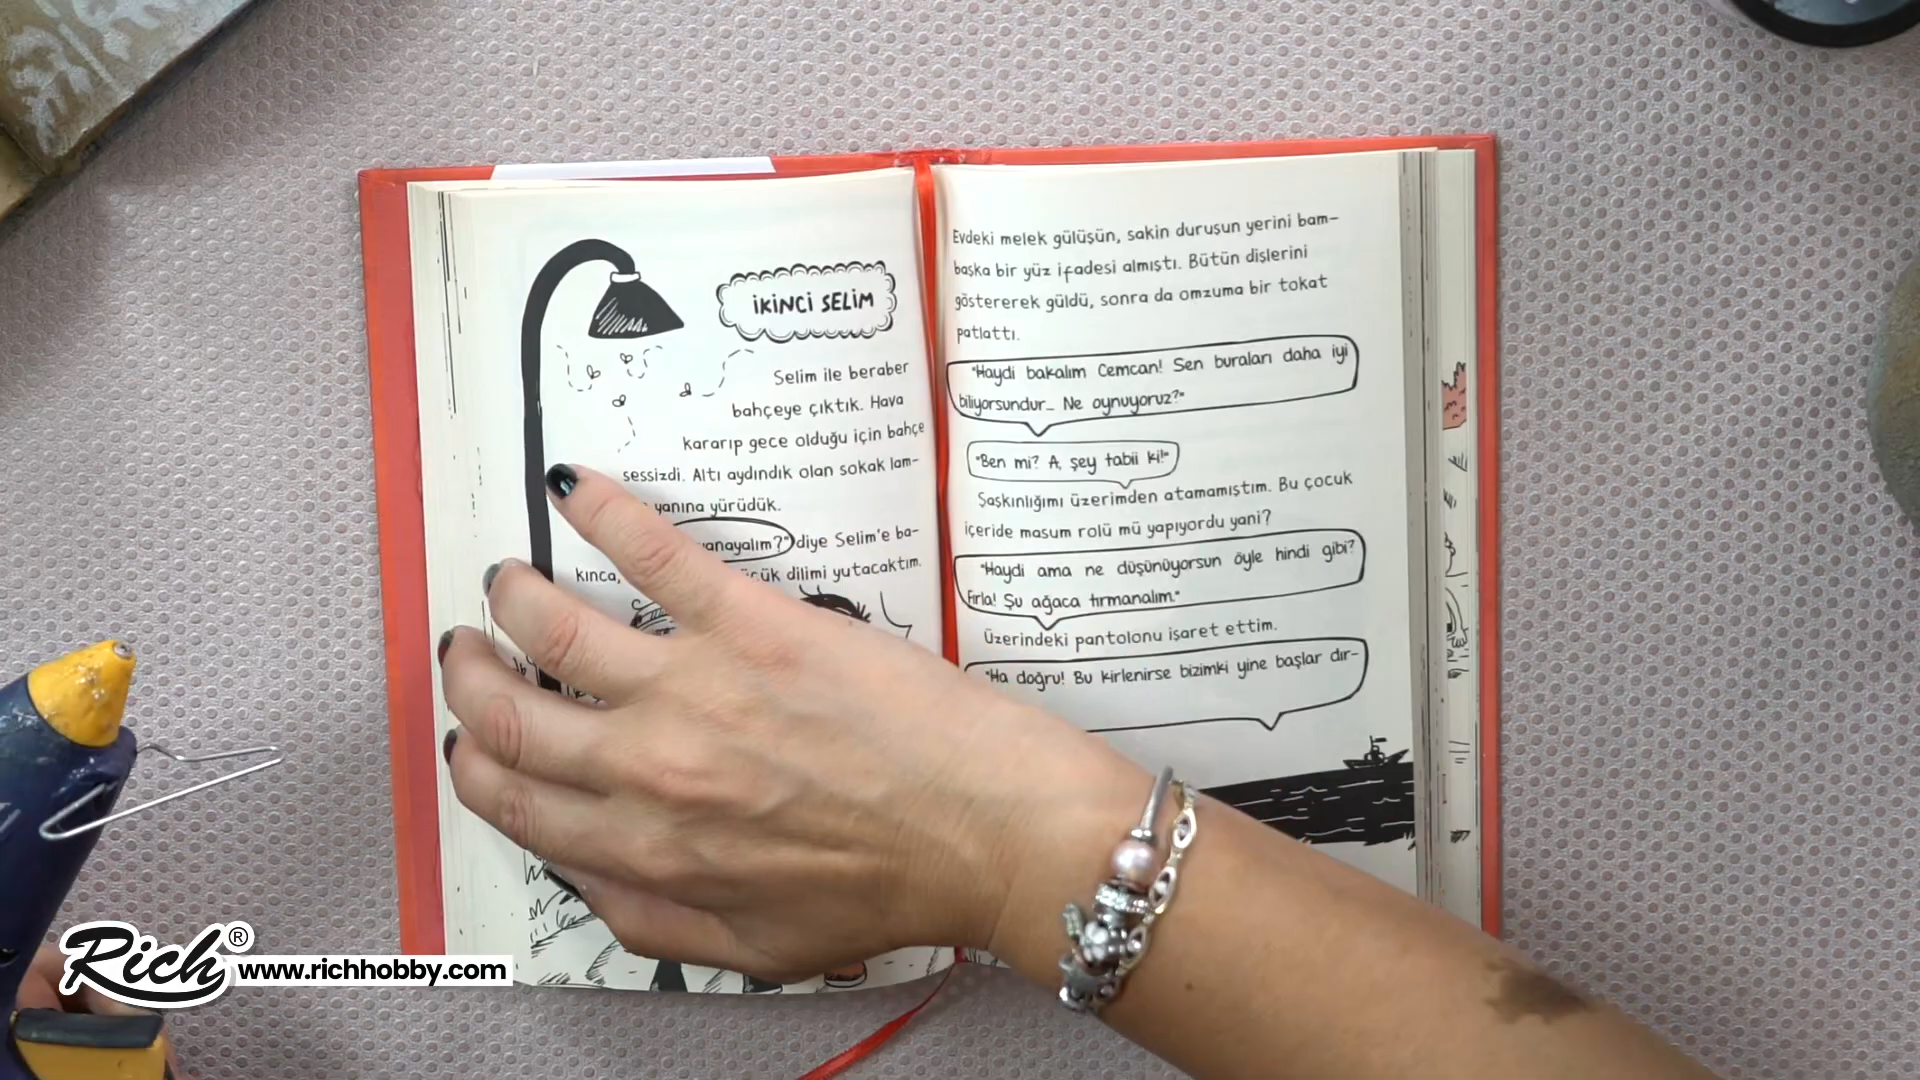 İKİNCİ SELİM
Selim ile beraber
bahçeye çıktık. Hava
kararıp gece olduğu için bahçe
sessizdi. Altı aydındık olan sokak lam-
yanına yürüdük.
diye Selim'e ba-
kınca, dilimi yutacaktım.
Evdeki melek gülüşün, sakin duruşun yerini bam-
başka bir yüz ifadesi almıştı. Bütün dişlerini
göstererek güldü, sonra da omzuma bir tokat
patlattı.
"Haydi bakalım Cemcan! Sen buraları daha iyi
biliyorsundur... Ne oynuyoruz?"
"Ben mi? A, şey tabii ki!"
Şaşkınlığımı üzerimden atamamıştım. Bu çocuk
içeride masum rolü mü yapıyordu yani?
"Haydi ama ne düşünüyorsun öyle hindi gibi?
Fırla! Şu ağaca tırmanalım."
Üzerindeki pantolonu işaret ettim.
"Ha doğru! Bu kirlenirse bizimki yine başlar dır-
Rich®
www.richhobby.com